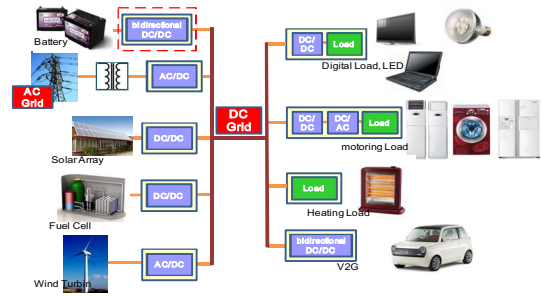 Battery
bidirectional
DC/DC
AC
Grid
AC/DC
Solar Array
DC/DC
Fuel Cell
DC/DC
Wind Turbin
AC/DC
DC
Grid
DC/
DC
Load
Digital Load, LED
DC/
DC
DC/
AC
Load
motoring Load
Load
Heating Load
bidirectional
DC/DC
V2G